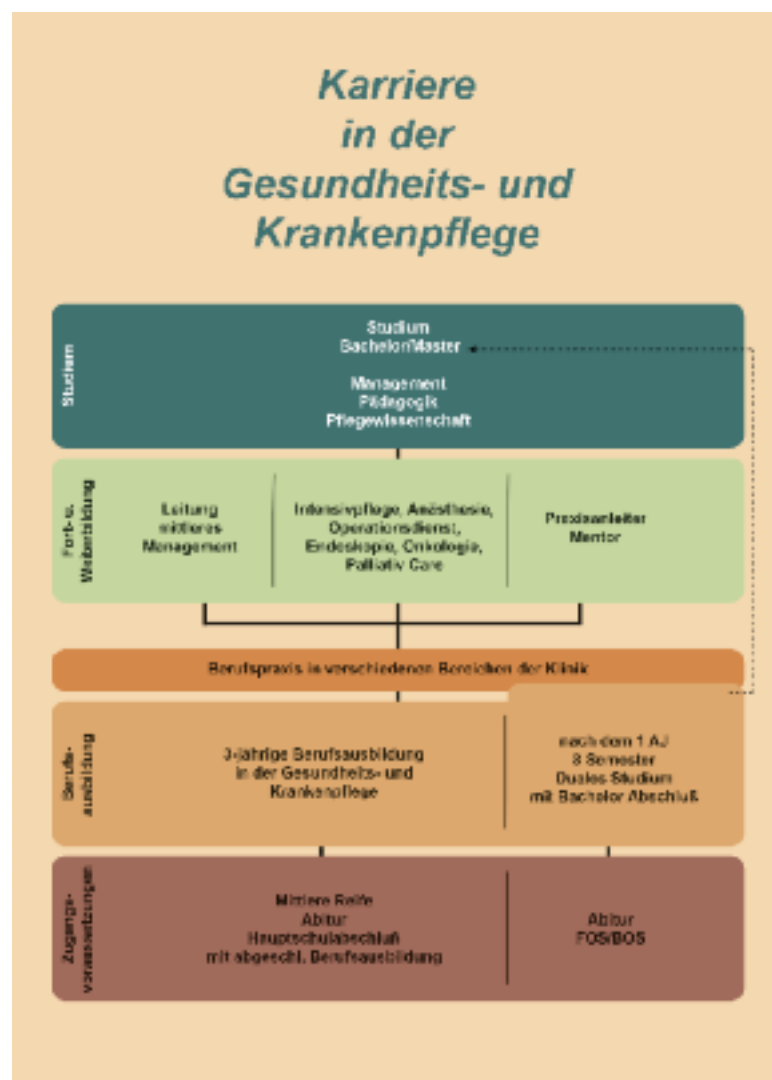 Karriere
in der
Gesundheits- und
Krankenpflege
Studium
Studium
Bachelor/Master
Management
Pädagogik
Pflegewissenschaft
Fort- u.
Weiterbildung
Leitung
mittleres
Management
Intensivpflege, Anästhesie,
Operationsdienst,
Endoskopie, Onkologie,
Palliativ Care
Praxisanleiter
Mentor
Berufspraxis in verschiedenen Bereichen der Klinik
Berufs-
ausbildung
3-jährige Berufsausbildung
in der Gesundheits- und
Krankenpflege
nach dem 1 AJ
Semester
Duales Studium
mit Bachelor Abschluß
Zugangs-
voraussetzungen
Mittlere Reife
Abitur
Hauptschulabschluß
mit abgeschl. Berufsausbildung
Abitur
FOS/BOS